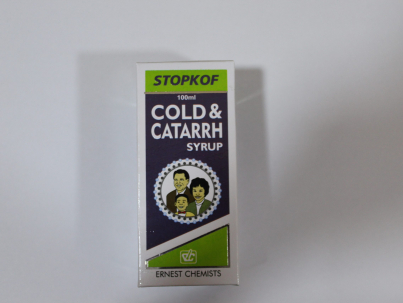 STOPKOF
100ml
COLD &
CATARRH
SYRUP
ERNEST CHEMISTS